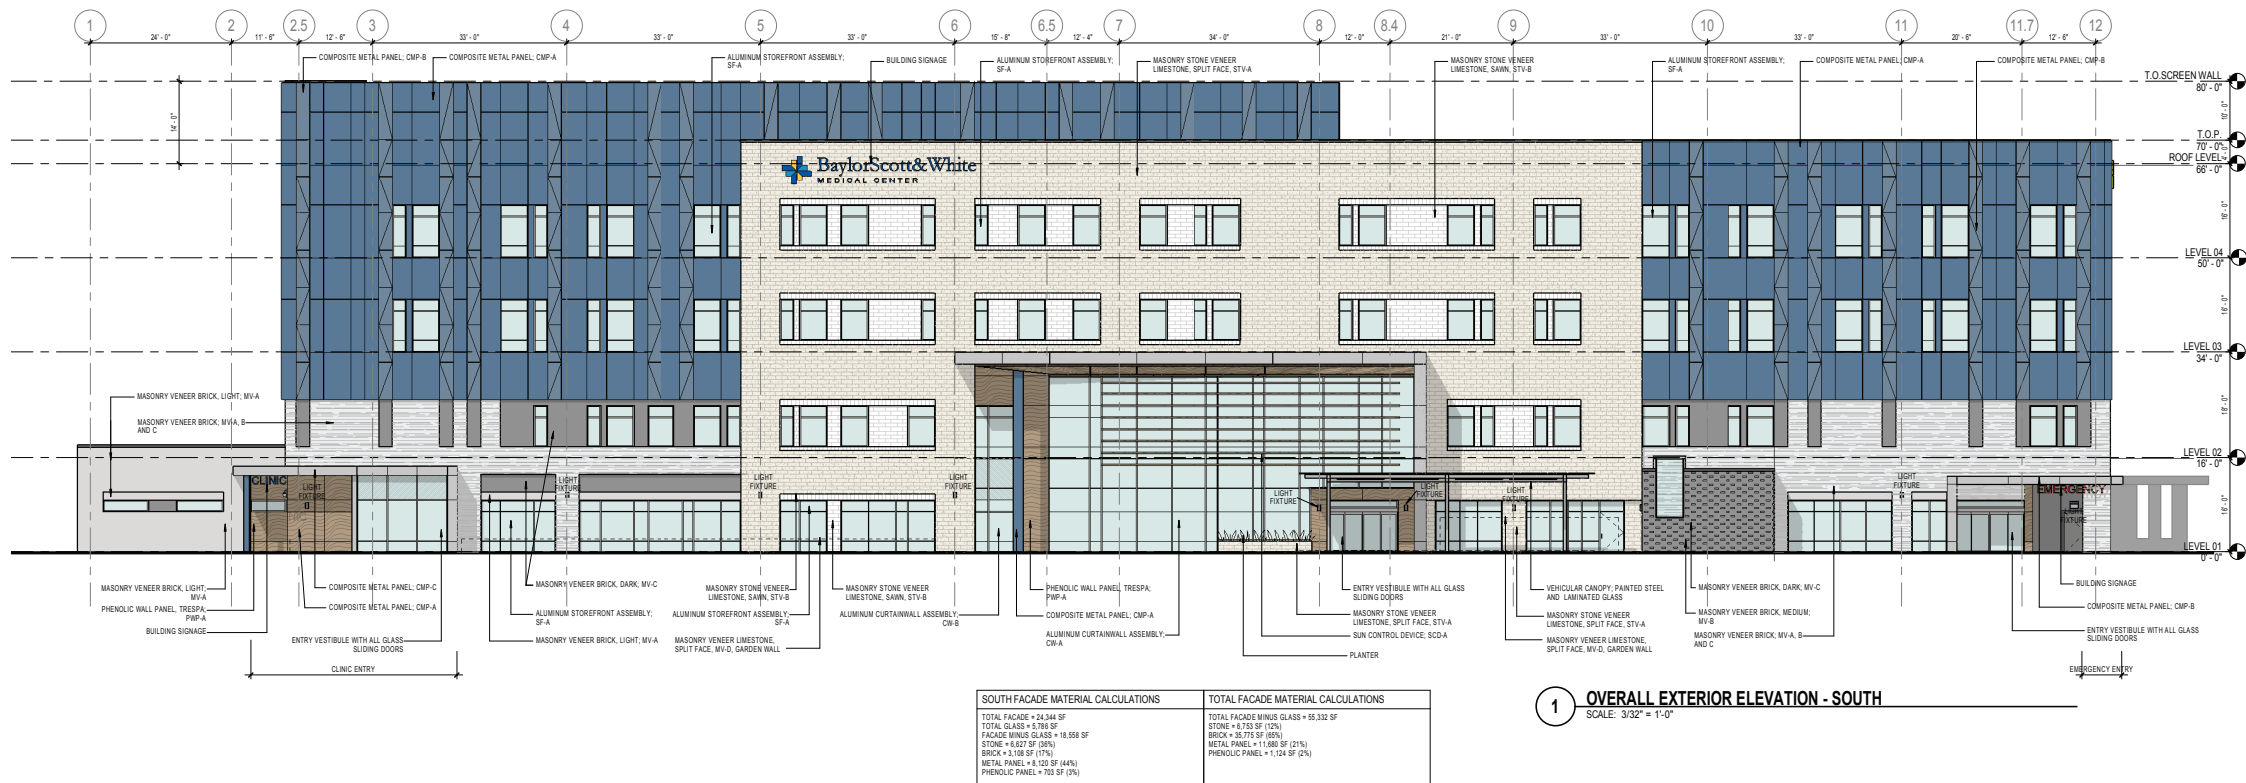 1
2
2.5
3
4
5
6
6.5
7
8
8.4
9
10
11
11.7
12
24' - 0"
11' - 6"
12' - 6"
33' - 0"
33' - 0"
33' - 0"
15' - 8"
12' - 4"
34' - 0"
12' - 0"
21' - 0"
33' - 0"
33' - 0"
20' - 6"
12' - 6"
COMPOSITE METAL PANEL; CMP-B
COMPOSITE METAL PANEL; CMP-A
ALUMINUM STOREFRONT ASSEMBLY;
SF-A
BUILDING SIGNAGE
ALUMINUM STOREFRONT ASSEMBLY;
SF-A
MASONRY STONE VENEER
LIMESTONE, SPLIT FACE, STV-A
MASONRY STONE VENEER
LIMESTONE, SAWN, STV-B
ALUMINUM STOREFRONT ASSEMBLY;
SF-A
COMPOSITE METAL PANEL; CMP-A
COMPOSITE METAL PANEL; CMP-B
T.O.SCREEN WALL
80' - 0"
10' - 0"
14' - 0"
T.O.P.
70' - 0"
4' - 0"
ROOF LEVEL
66' - 0"
BaylorScott&White
MEDICAL CENTER
16' - 0"
LEVEL 04
50' - 0"
16' - 0"
LEVEL 03
34' - 0"
18' - 0"
LEVEL 02
16' - 0"
16' - 0"
LEVEL 01
0' - 0"
MASONRY VENEER BRICK, LIGHT; MV-A
MASONRY VENEER BRICK; MV-A, B
AND C
CLINIC
LIGHT
FIXTURE
LIGHT
FIXTURE
LIGHT
FIXTURE
LIGHT
FIXTURE
LIGHT
FIXTURE
LIGHT
FIXTURE
LIGHT
FIXTURE
LIGHT
FIXTURE
EMERGENCY
LIGHT
FIXTURE
MASONRY VENEER BRICK, LIGHT;
MV-A
PHENOLIC WALL PANEL, TRESPA;
PWP-A
BUILDING SIGNAGE
COMPOSITE METAL PANEL; CMP-C
COMPOSITE METAL PANEL; CMP-A
ENTRY VESTIBULE WITH ALL GLASS
SLIDING DOORS
CLINIC ENTRY
MASONRY VENEER BRICK, DARK; MV-C
ALUMINUM STOREFRONT ASSEMBLY;
SF-A
MASONRY VENEER BRICK, LIGHT; MV-A
MASONRY STONE VENEER
LIMESTONE, SAWN, STV-B
ALUMINUM STOREFRONT ASSEMBLY;
SF-A
MASONRY VENEER LIMESTONE,
SPLIT FACE, MV-D, GARDEN WALL
MASONRY STONE VENEER
LIMESTONE, SAWN, STV-B
ALUMINUM CURTAINWALL ASSEMBLY;
CW-B
PHENOLIC WALL PANEL, TRESPA;
PWP-A
COMPOSITE METAL PANEL; CMP-A
ALUMINUM CURTAINWALL ASSEMBLY;
CW-A
ENTRY VESTIBULE WITH ALL GLASS
SLIDING DOORS
MASONRY STONE VENEER
LIMESTONE, SPLIT FACE, STV-A
SUN CONTROL DEVICE; SCD-A
PLANTER
VEHICULAR CANOPY; PAINTED STEEL
AND LAMINATED GLASS
MASONRY STONE VENEER
LIMESTONE, SPLIT FACE, STV-A
MASONRY VENEER LIMESTONE,
SPLIT FACE, MV-D, GARDEN WALL
MASONRY VENEER BRICK, DARK; MV-C
MASONRY VENEER BRICK, MEDIUM;
MV-B
MASONRY VENEER BRICK; MV-A, B
AND C
BUILDING SIGNAGE
COMPOSITE METAL PANEL; CMP-B
ENTRY VESTIBULE WITH ALL GLASS
SLIDING DOORS
EMERGENCY ENTRY
SOUTH FACADE MATERIAL CALCULATIONS
TOTAL FACADE = 24,344 SF
TOTAL GLASS = 5,786 SF
FACADE MINUS GLASS = 18,558 SF
STONE = 6,627 SF (36%)
BRICK = 3,108 SF (17%)
METAL PANEL = 8,120 SF (44%)
PHENOLIC PANEL = 703 SF (3%)
TOTAL FACADE MATERIAL CALCULATIONS
TOTAL FACADE MINUS GLASS = 55,332 SF
STONE = 6,753 SF (12%)
BRICK = 35,775 SF (65%)
METAL PANEL = 11,680 SF (21%)
PHENOLIC PANEL = 1,124 SF (2%)
1
OVERALL EXTERIOR ELEVATION - SOUTH
SCALE: 3/32" = 1'-0"